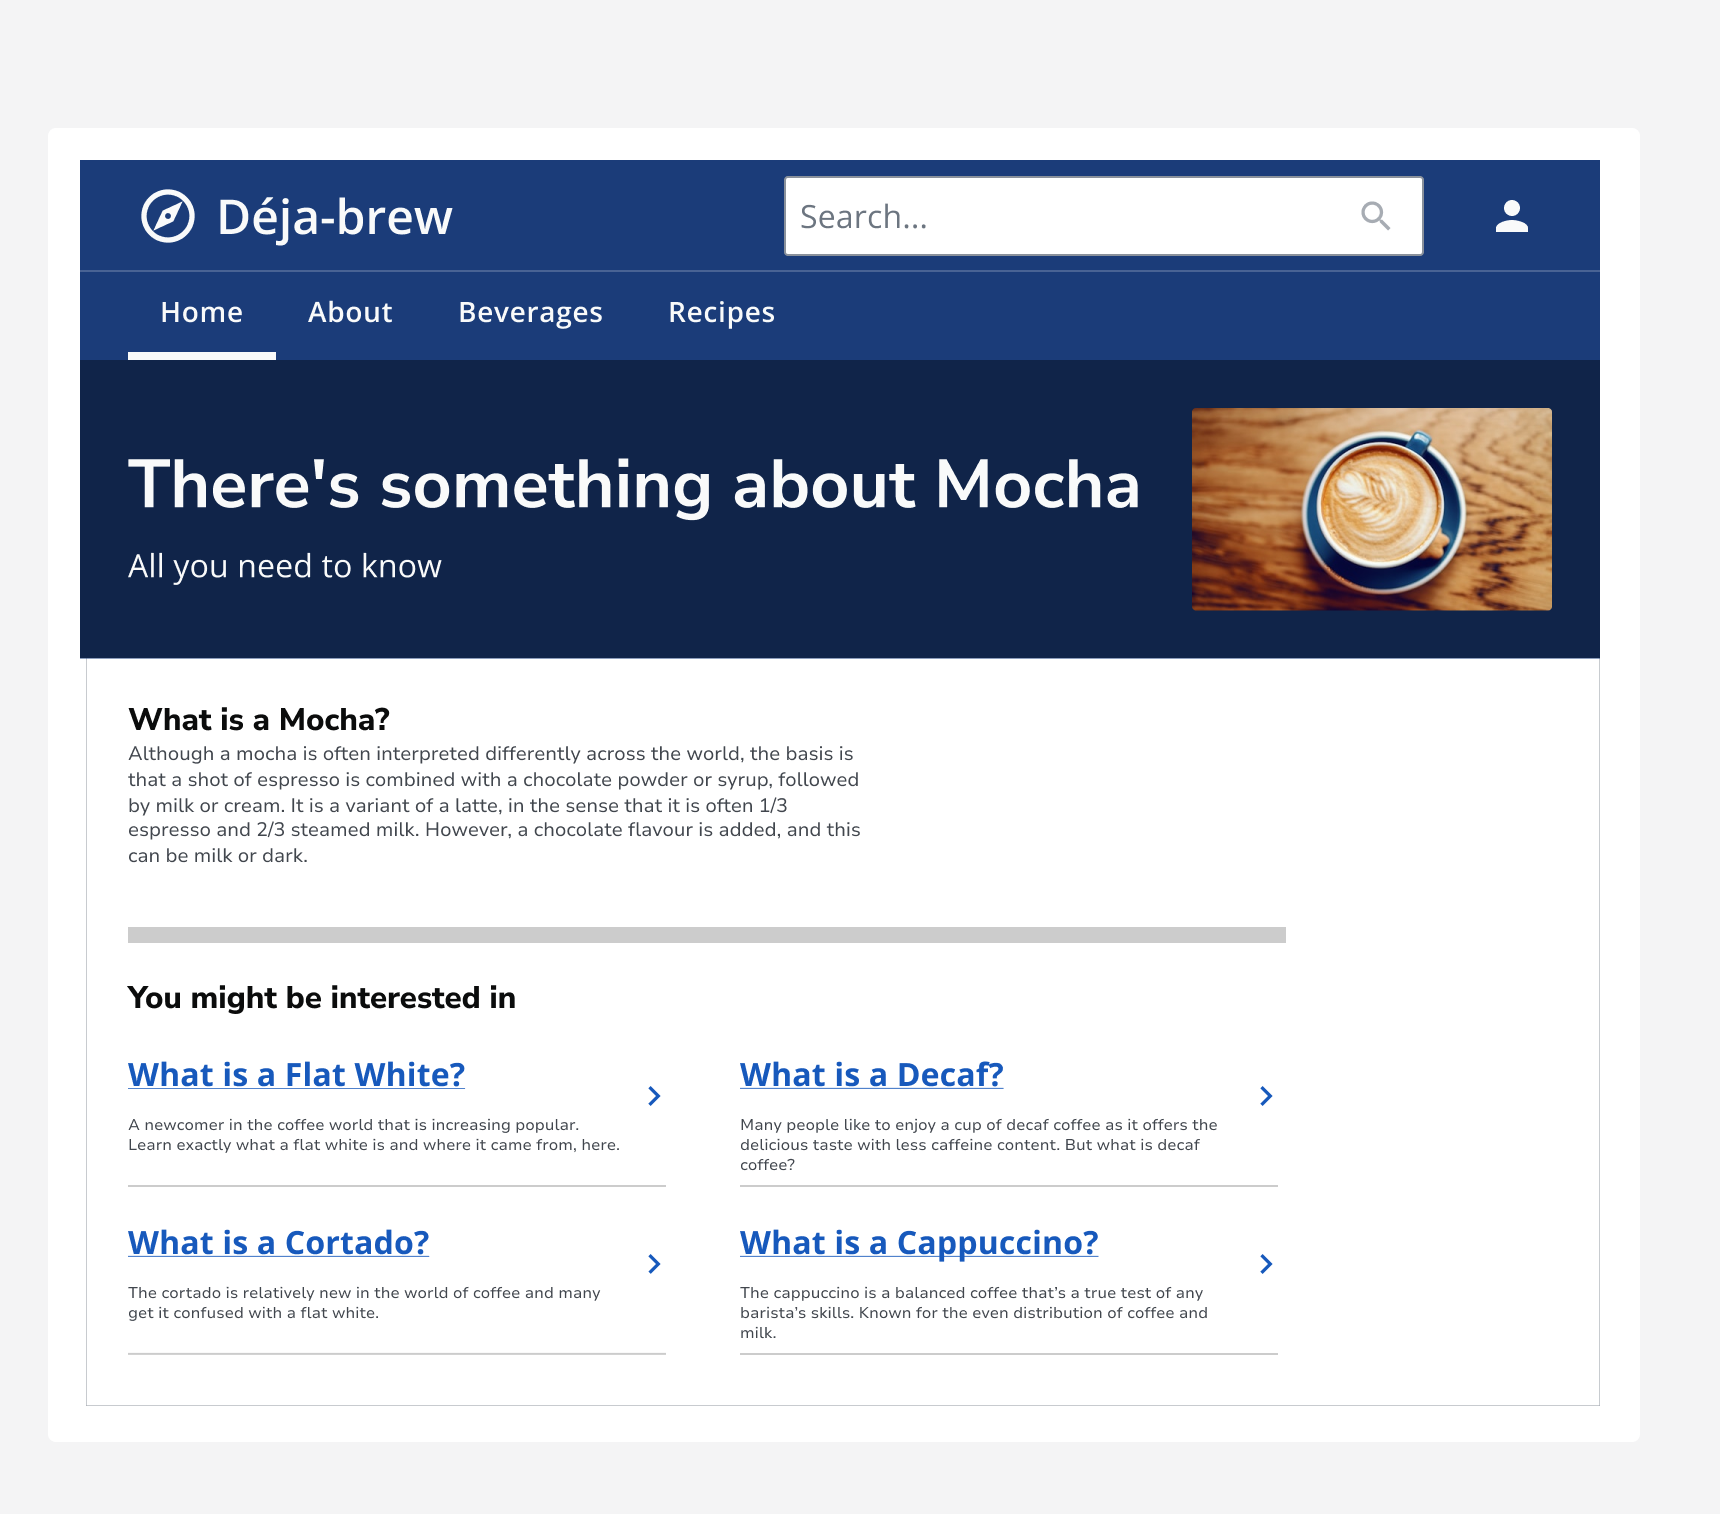 Déja-brew
Search...
Home
About
Beverages
Recipes
There's something about Mocha
All you need to know
What is a Mocha?
Although a mocha is often interpreted differently across the world, the basis is
that a shot of espresso is combined with a chocolate powder or syrup, followed
by milk or cream. It is a variant of a latte, in the sense that it is often 1/3
espresso and 2/3 steamed milk. However, a chocolate flavour is added, and this
can be milk or dark.
You might be interested in
What is a Flat White?
A newcomer in the coffee world that is increasing popular.
Learn exactly what a flat white is and where it came from, here.
What is a Decaf?
Many people like to enjoy a cup of decaf coffee as it offers the
delicious taste with less caffeine content. But what is decaf
coffee?
What is a Cortado?
The cortado is relatively new in the world of coffee and many
get it confused with a flat white.
What is a Cappuccino?
The cappuccino is a balanced coffee that’s a true test of any
barista’s skills. Known for the even distribution of coffee and
milk.